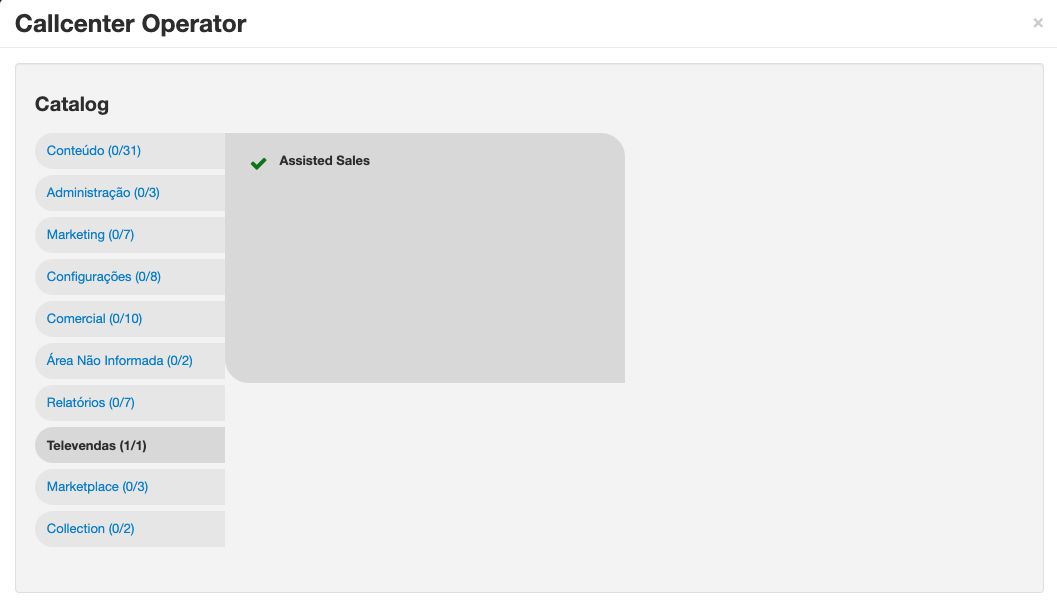 Callcenter Operator
×
Catalog
Conteúdo (0/31)
Administração (0/3)
Marketing (0/7)
Configurações (0/8)
Comercial (0/10)
Área Não Informada (0/2)
Relatórios (0/7)
Televendas (1/1)
Marketplace (0/3)
Collection (0/2)
Assisted Sales